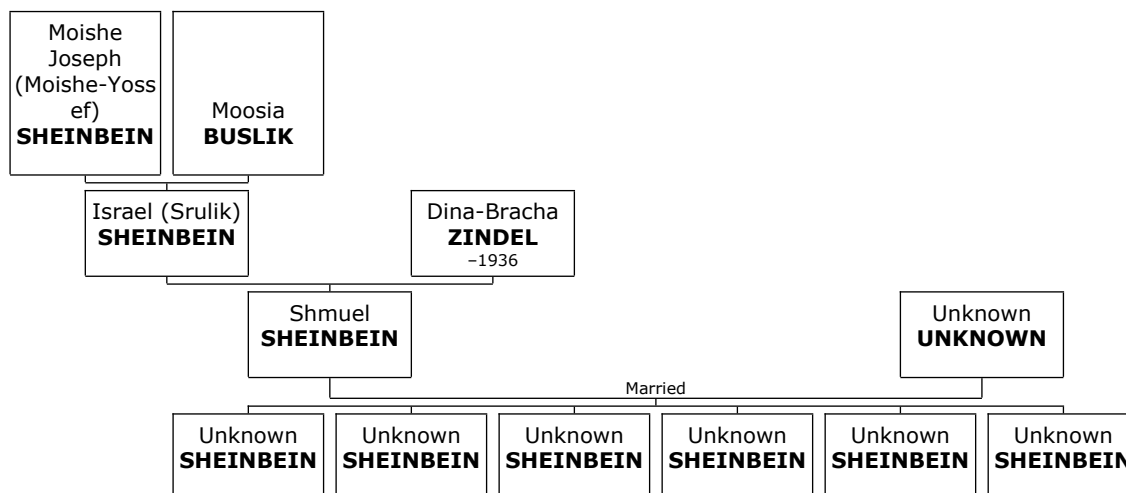 Moishe
Joseph
(Moishe-Yoss
ef)
SHEINBEIN
Moosia
BUSLIK
Israel (Srulik)
SHEINBEIN
Dina-Bracha
ZINDEL
–1936
Shmuel
SHEINBEIN
Unknown
UNKNOWN
Married
Unknown
SHEINBEIN
Unknown
SHEINBEIN
Unknown
SHEINBEIN
Unknown
SHEINBEIN
Unknown
SHEINBEIN
Unknown
SHEINBEIN